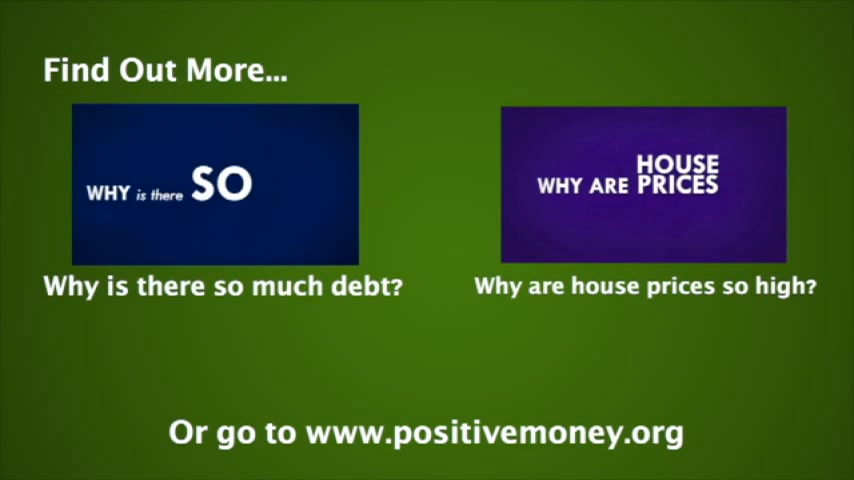 Find Out More...
WHY is there SO
WHY ARE HOUSE PRICES
Why is there so much debt?
Why are house prices so high?
Or go to www.positivemoney.org